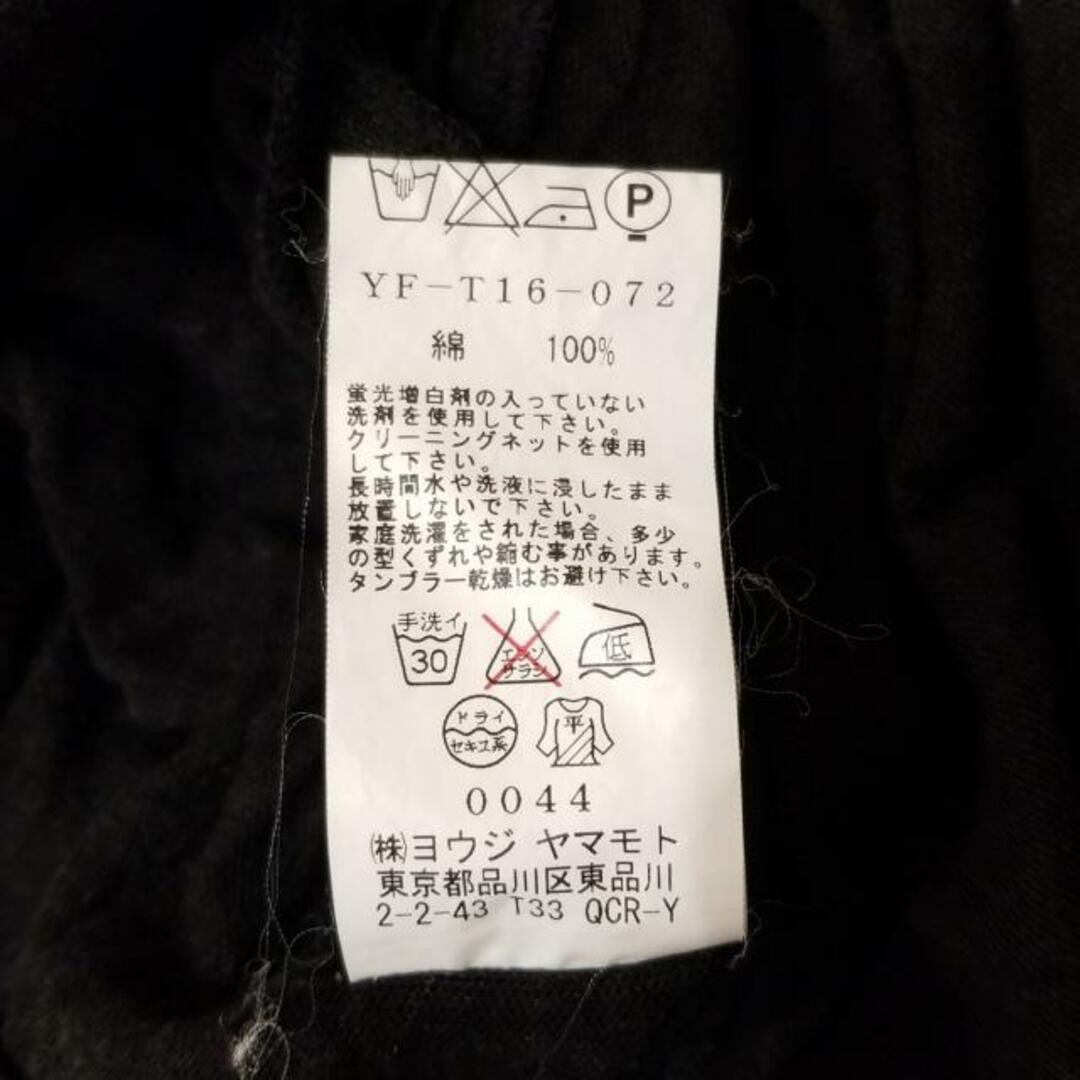 P
YF-T16-072
綿 100%
蛍光増白剤の入っていない
洗剤を使用して下さい。
クリーニングネットを使用
して下さい。
長時間水や洗液に浸したまま
放置しないで下さい。
家庭洗濯をされた場合、多少
の型くずれや縮む事があります。
タンブラー乾燥はお避け下さい。
手洗イ
30
エンソ
サラシ
低
ドライ
セキユ系
平
0044
㈱ヨウジ ヤマモト
東京都品川区東品川
2-2-43 T33 QCR-Y